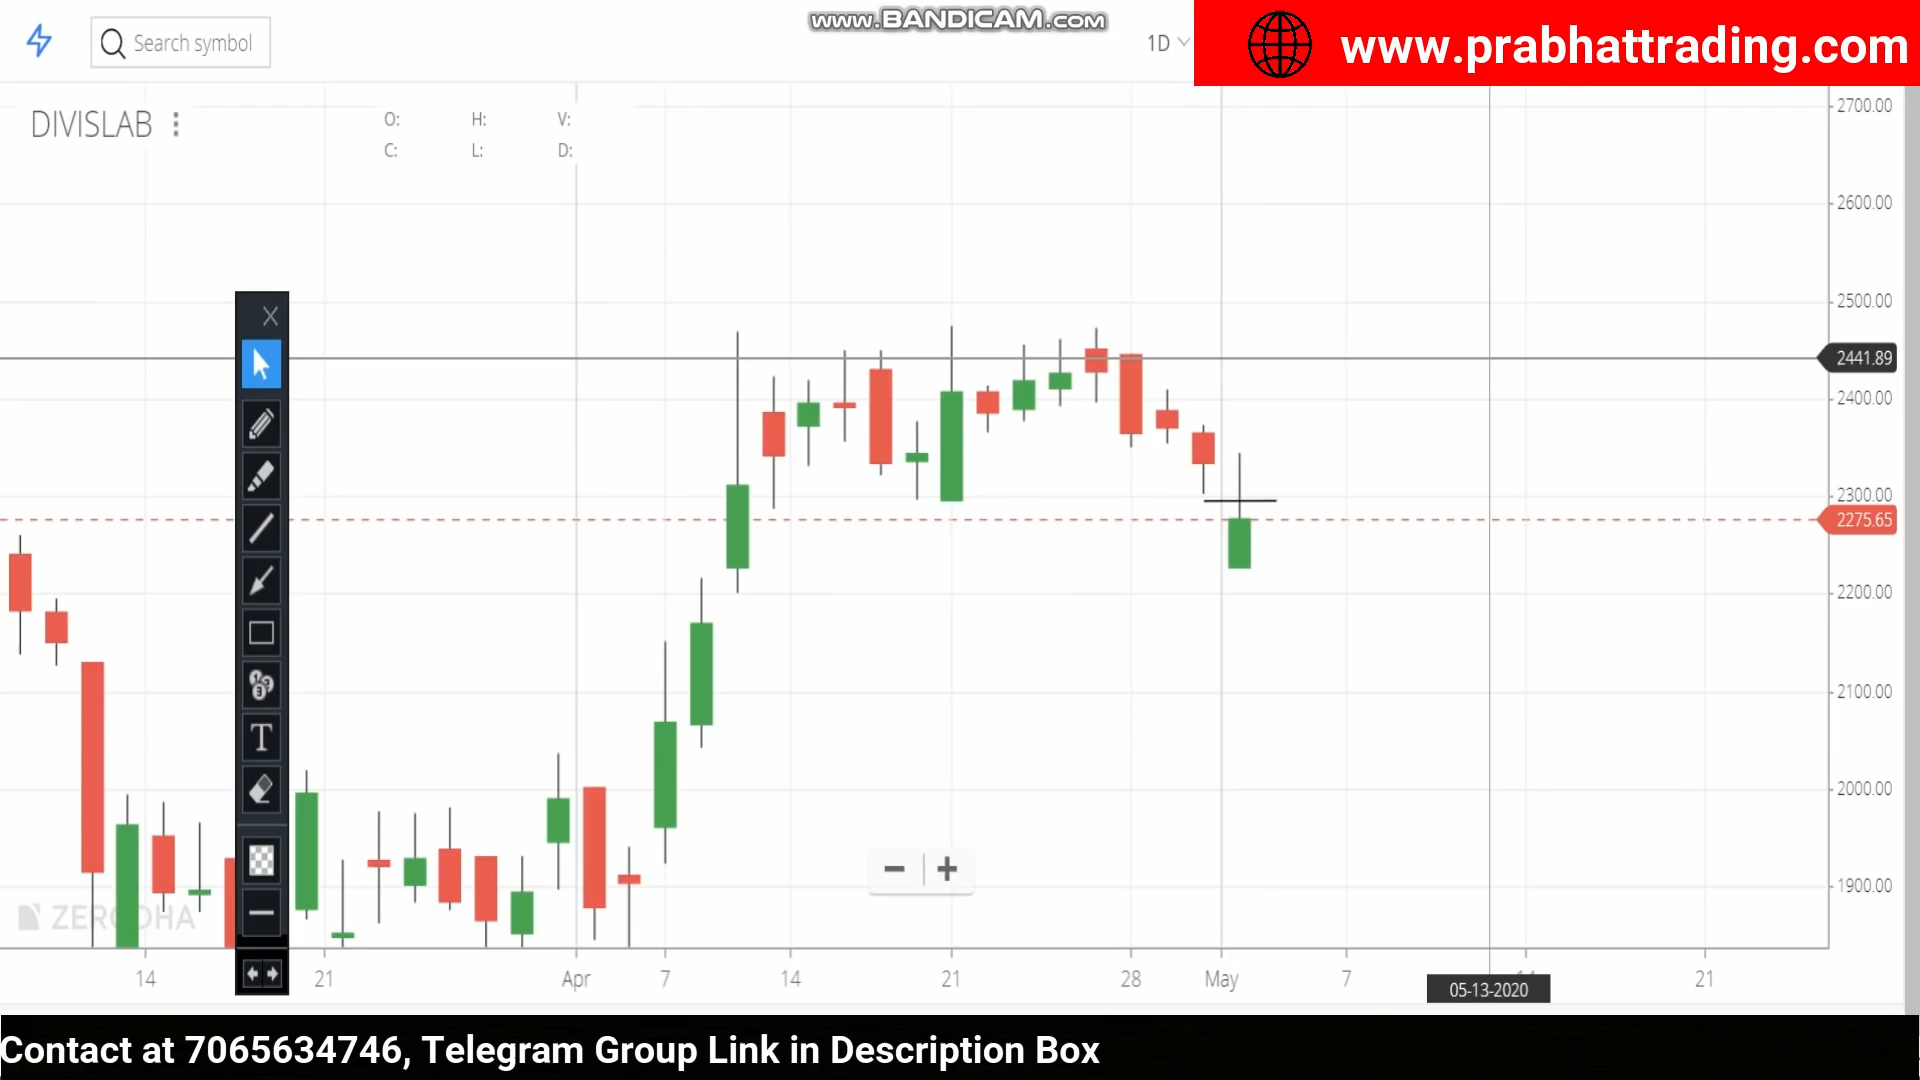 www.BANDICAM.com
Search symbol
1D
www.prabhattrading.com
DIVISLAB
O: H: V:
C: L: D:
2700.00
2600.00
2500.00
2441.89
2400.00
2300.00
2275.65
2200.00
2100.00
2000.00
1900.00
T
ZERODHA
14 21 Apr 7 14 21 28 May 7 14 21
05-13-2020
Contact at 7065634746, Telegram Group Link in Description Box